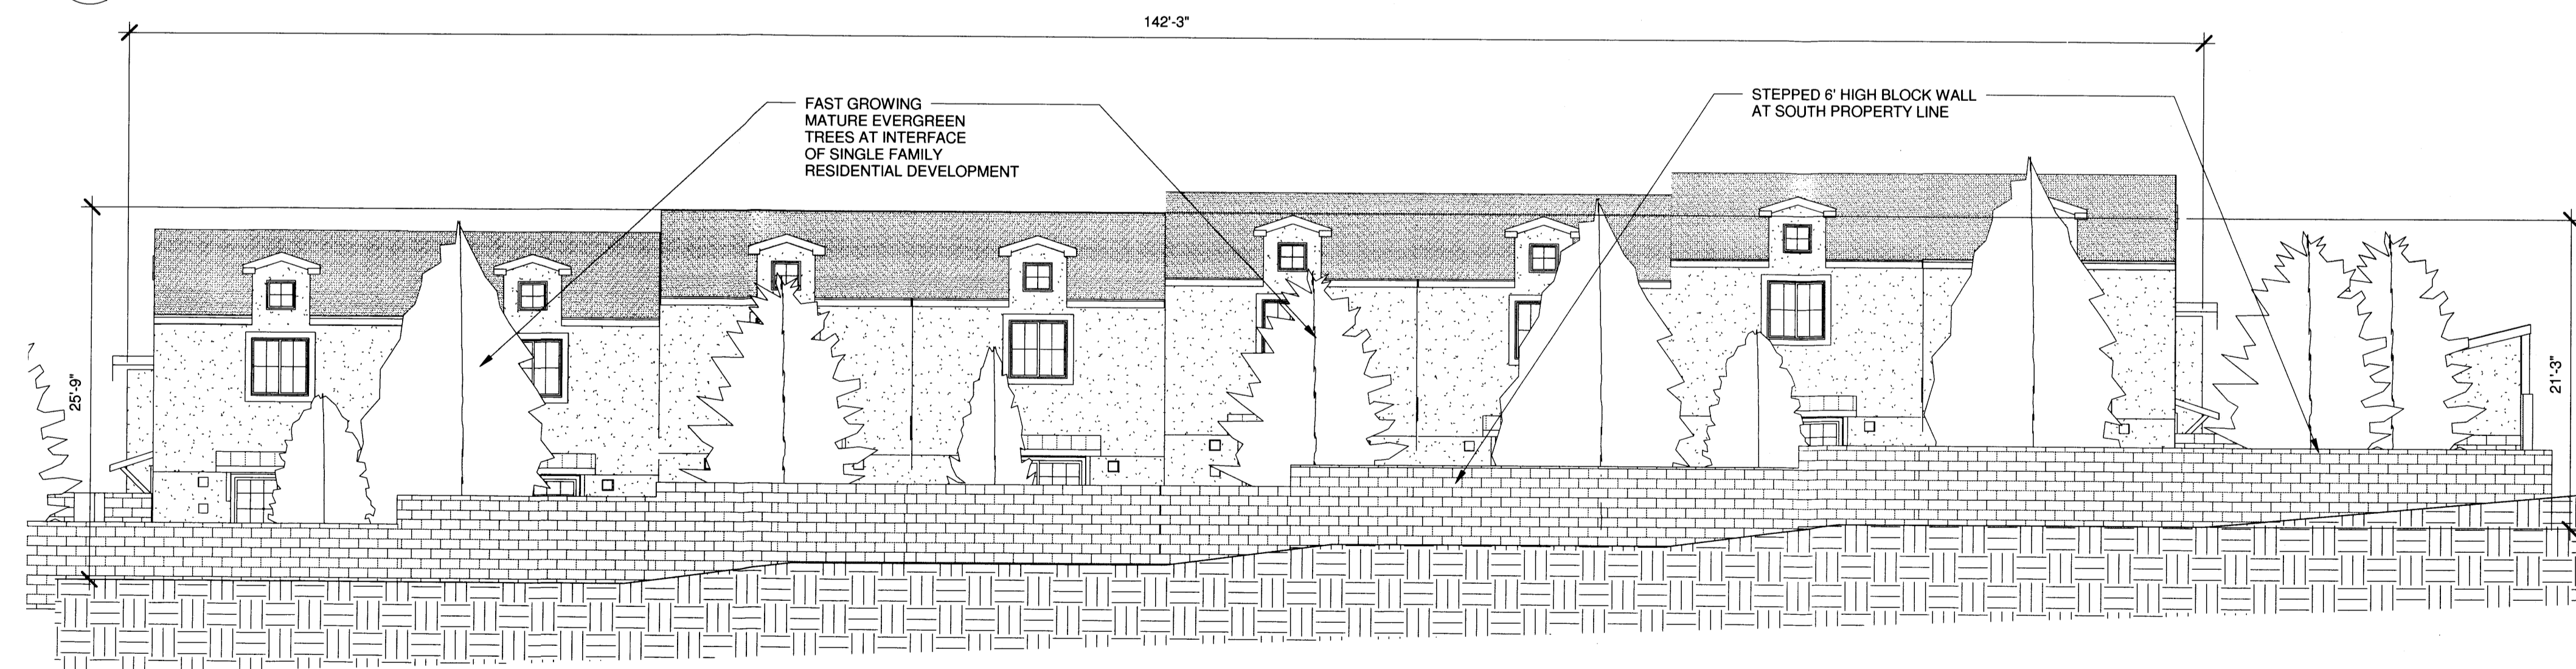 142'-3"
FAST GROWING
MATURE EVERGREEN
TREES AT INTERFACE
OF SINGLE FAMILY
RESIDENTIAL DEVELOPMENT
STEPPED 6' HIGH BLOCK WALL
AT SOUTH PROPERTY LINE
25'-9"
21'-3"